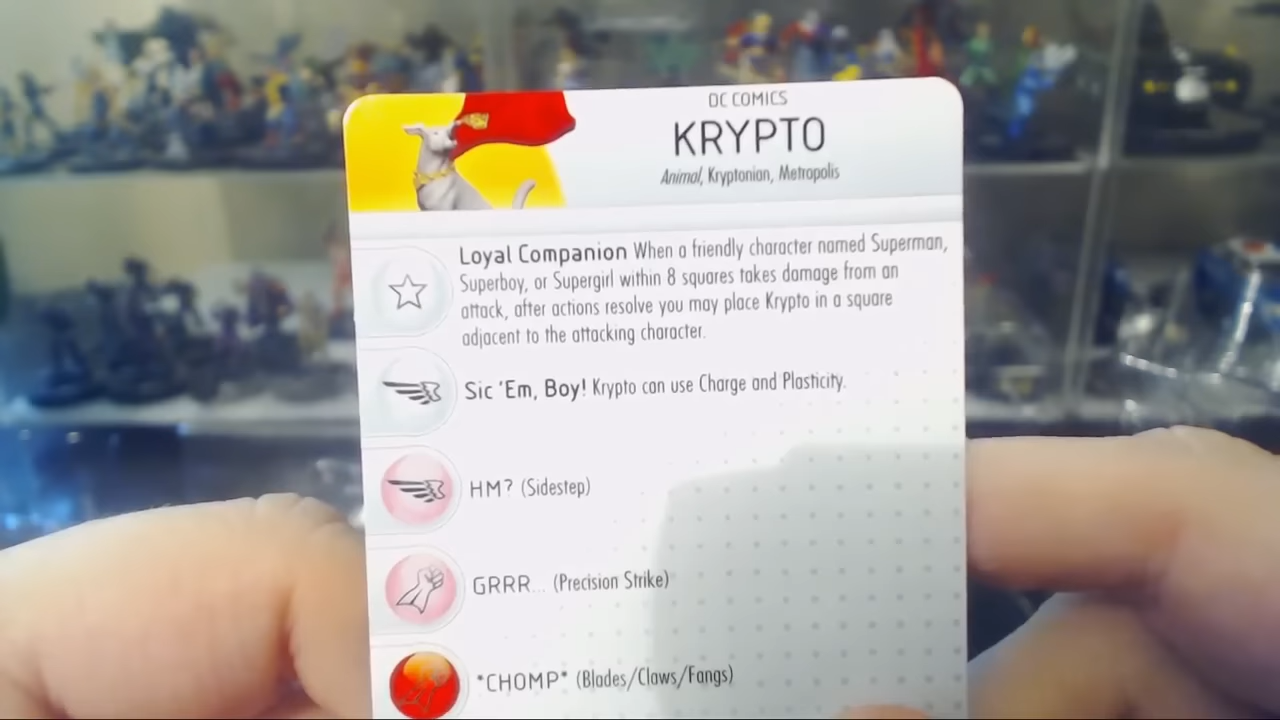 DC COMICS
KRYPTO
Animal, Kryptonian, Metropolis
Loyal Companion When a friendly character named Superman,
Superboy, or Supergirl within 8 squares takes damage from an
attack, after actions resolve you may place Krypto in a square
adjacent to the attacking character.
Sic 'Em, Boy! Krypto can use Charge and Plasticity.
HM? (Sidestep)
GRRR... (Precision Strike)
*CHOMP* (Blades/Claws/Fangs)